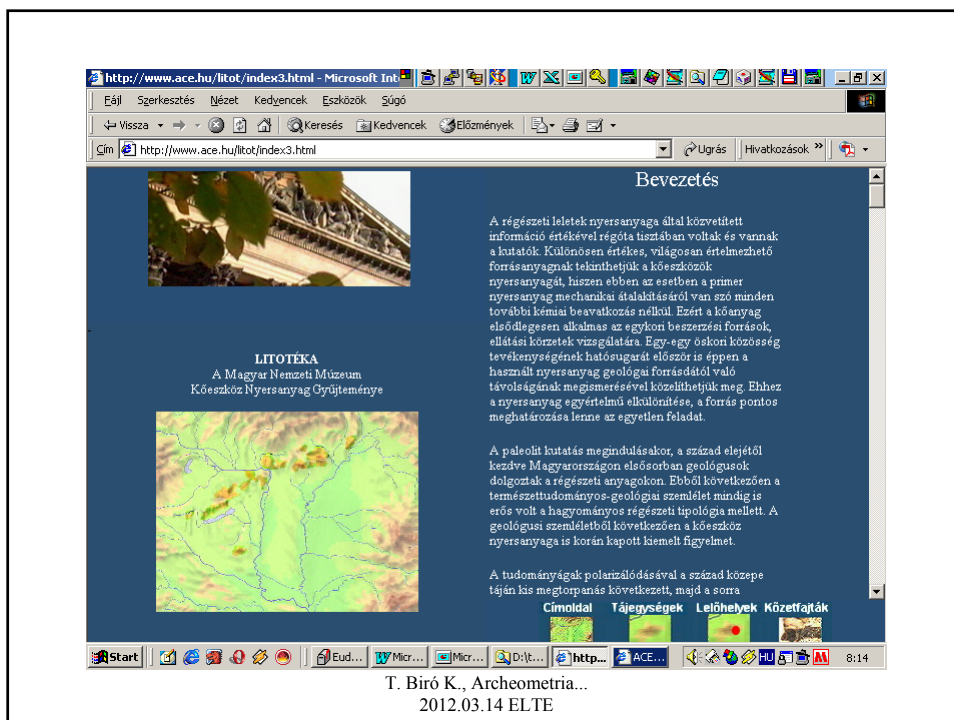 http://www.ace.hu/litot/index3.html - Microsoft Int
Fájl Szerkesztés Nézet Kedvencek Eszközök Súgó
Vissza Keresés Kedvencek Előzmények
Cím http://www.ace.hu/litot/index3.html Ugrás Hivatkozások »
LITOTÉKA
A Magyar Nemzeti Múzeum
Kőeszköz Nyersanyag Gyűjteménye
Bevezetés
A régészeti leletek nyersanyaga által közvetített
információ értékével régóta tisztában voltak és vannak
a kutatók. Különösen értékes, világosan értelmezhető
forrásanyagnak tekinthetjük a kőeszközök
nyersanyagát, hiszen ebben az esetben a primer
nyersanyag mechanikai átalakításáról van szó minden
további kémiai beavatkozás nélkül. Ezért a kőanyag
elsődlegesen alkalmas az egykori beszerzési források,
ellátási körzetek vizsgálatára. Egy-egy őskori közösség
tevékenységének hatósugarát először is éppen a
használt nyersanyag geológai forrásdától való
távolságának megismerésével közelíthetjük meg. Ehhez
a nyersanyag egyértelmű elkülönítése, a forrás pontos
meghatározása lenne az egyetlen feladat.
A paleolit kutatás megindulásakor, a század elejétől
kezdve Magyarországon elsősorban geológusok
dolgoztak a régészeti anyagokon. Ebből következően a
természettudományos-geológiai szemlélet mindig is
erős volt a hagyományos régészeti tipológia mellett. A
geológusi szemléletből következően a kőeszköz
nyersanyaga is korán kapott kiemelt figyelmet.
A tudományágak polarizálódásával a század közepe
táján kis megtorpanás következett, majd a sorra
Címoldal Tájegységek Lelőhelyek Kőzetfajták
Start Eud... Micr... Micr... D:\t... http... ACE... HU 8:14
T. Biró K., Archeometria...
2012.03.14 ELTE